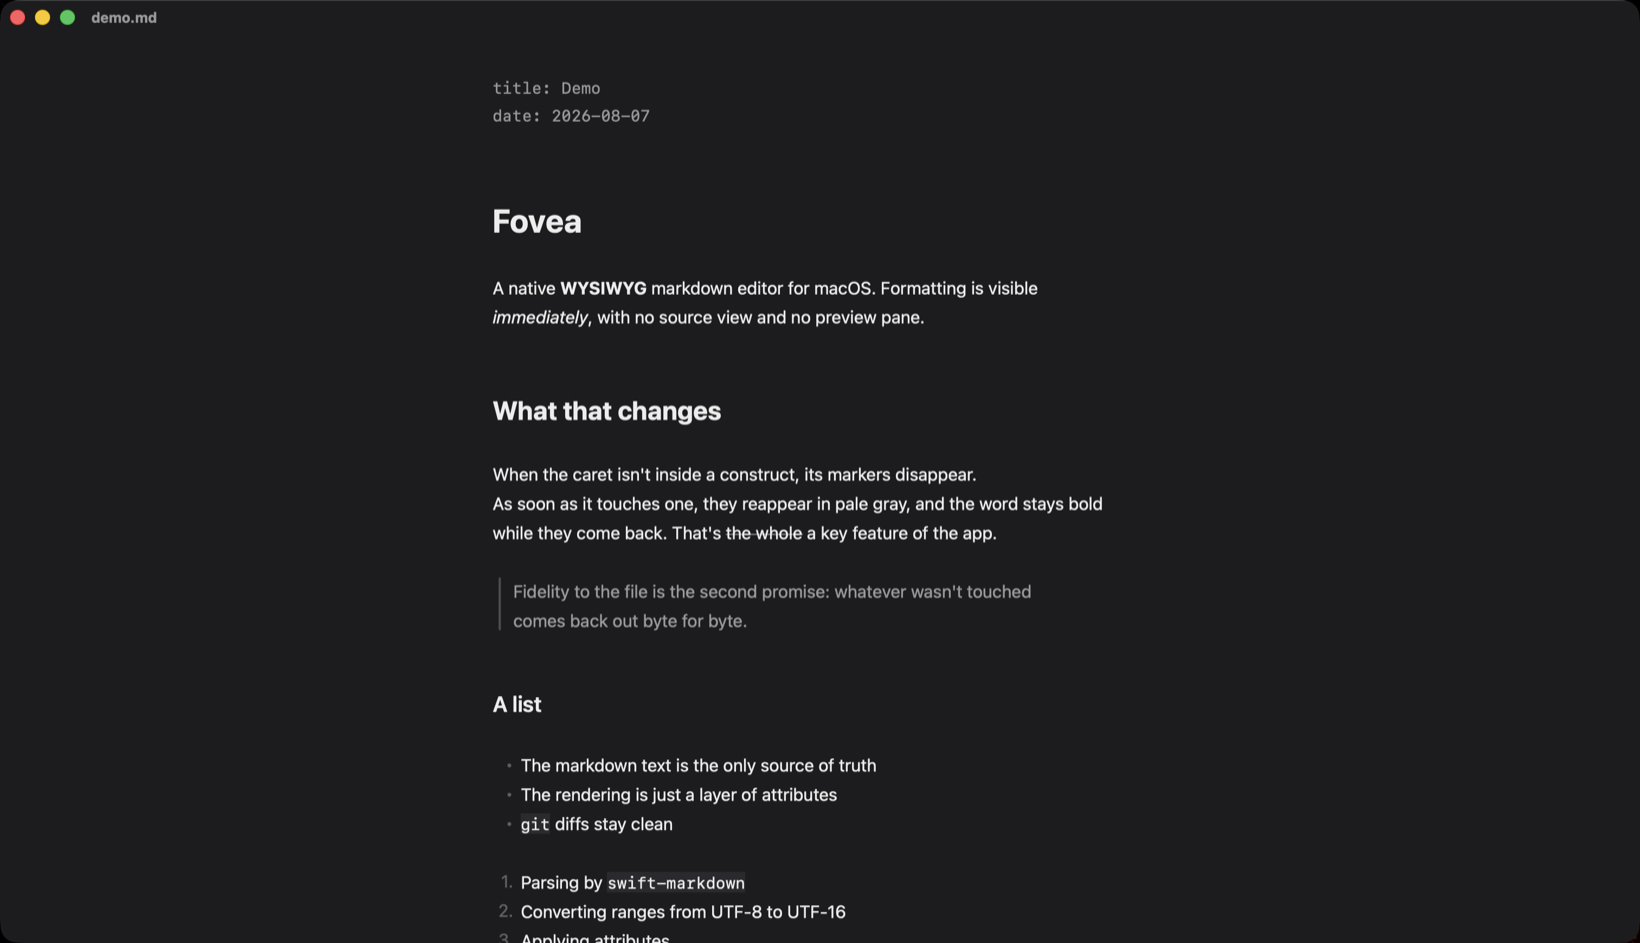 demo.md
title: Demo
date: 2026-08-07
Fovea
A native WYSIWYG markdown editor for macOS. Formatting is visible
immediately, with no source view and no preview pane.
What that changes
When the caret isn't inside a construct, its markers disappear.
As soon as it touches one, they reappear in pale gray, and the word stays bold
while they come back. That's the whole a key feature of the app.
Fidelity to the file is the second promise: whatever wasn't touched
comes back out byte for byte.
A list
• The markdown text is the only source of truth
• The rendering is just a layer of attributes
• git diffs stay clean
1. Parsing by swift-markdown
2. Converting ranges from UTF-8 to UTF-16
3. Applying attributes